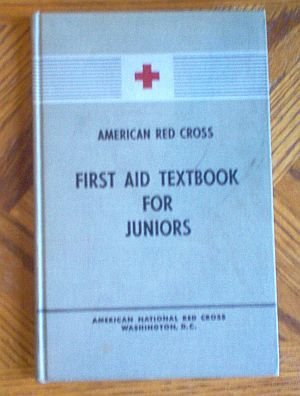 AMERICAN RED CROSS
FIRST AID TEXTBOOK
FOR
JUNIORS
AMERICAN NATIONAL RED CROSS
WASHINGTON, D.C.